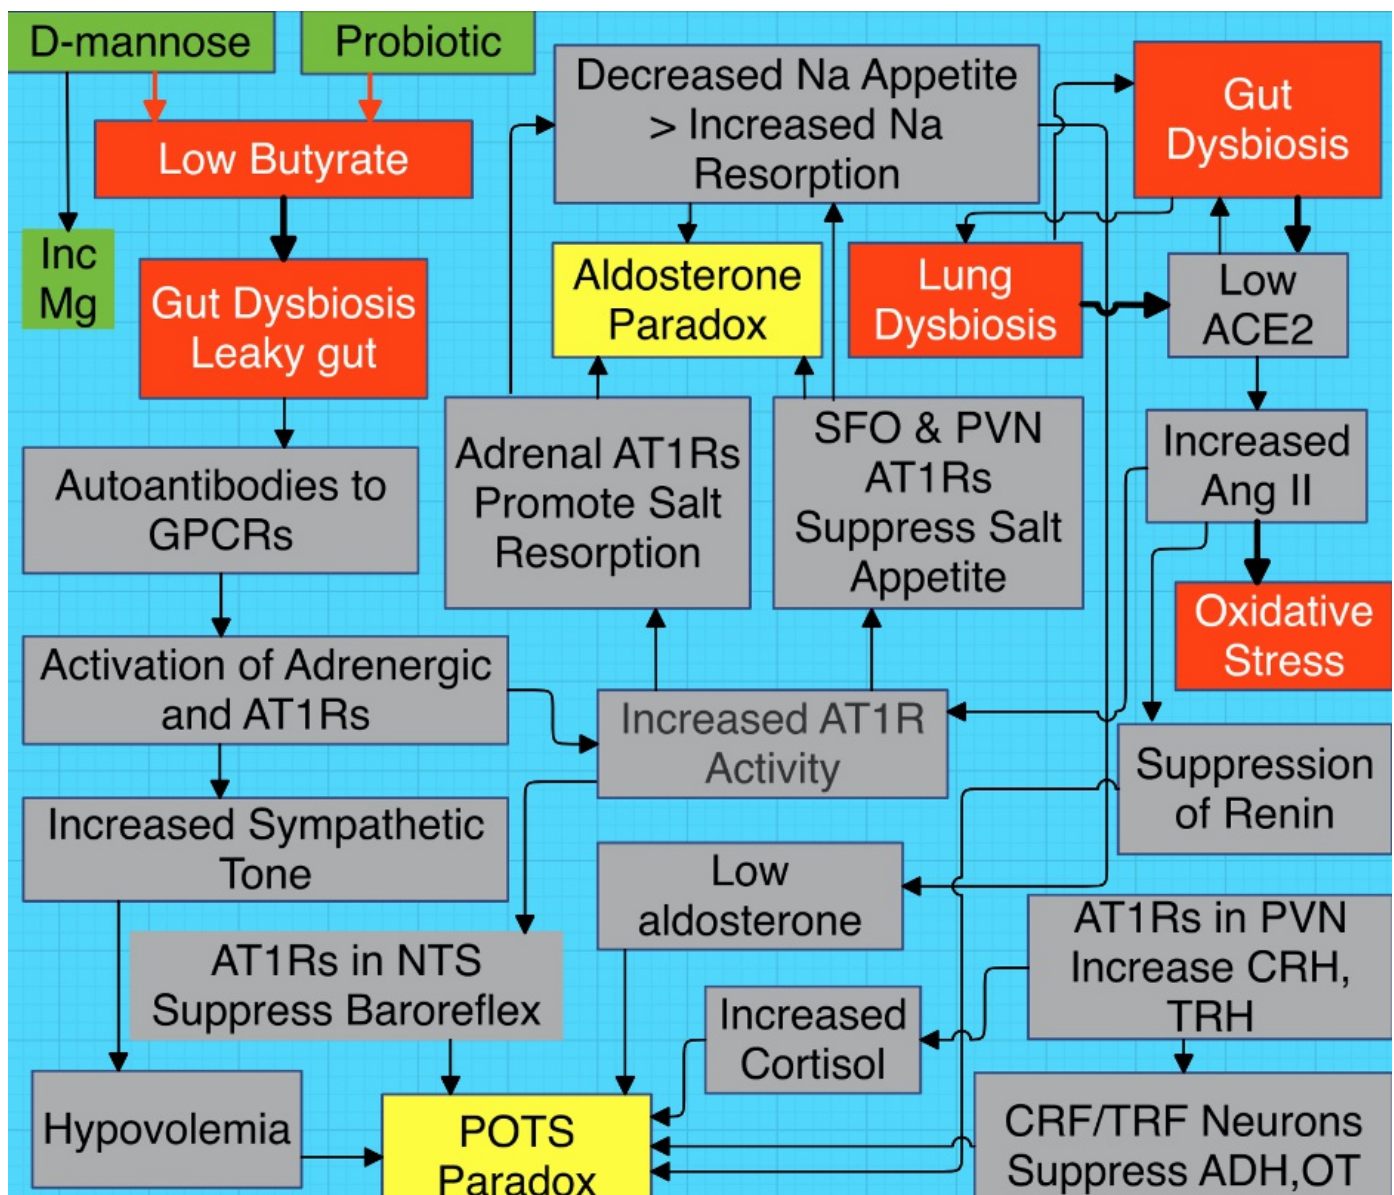 D-mannose
Probiotic
Low Butyrate
Inc
Mg
Gut Dysbiosis
Leaky gut
Autoantibodies to
GPCRs
Activation of Adrenergic
and AT1Rs
Increased Sympathetic
Tone
AT1Rs in NTS
Suppress Baroreflex
Hypovolemia
POTS
Paradox
Decreased Na Appetite
> Increased Na
Resorption
Aldosterone
Paradox
Adrenal AT1Rs
Promote Salt
Resorption
SFO & PVN
AT1Rs
Suppress Salt
Appetite
Increased AT1R
Activity
Low
aldosterone
Increased
Cortisol
Gut
Dysbiosis
Lung
Dysbiosis
Low
ACE2
Increased
Ang II
Oxidative
Stress
Suppression
of Renin
AT1Rs in PVN
Increase CRH,
TRH
CRF/TRF Neurons
Suppress ADH,OT